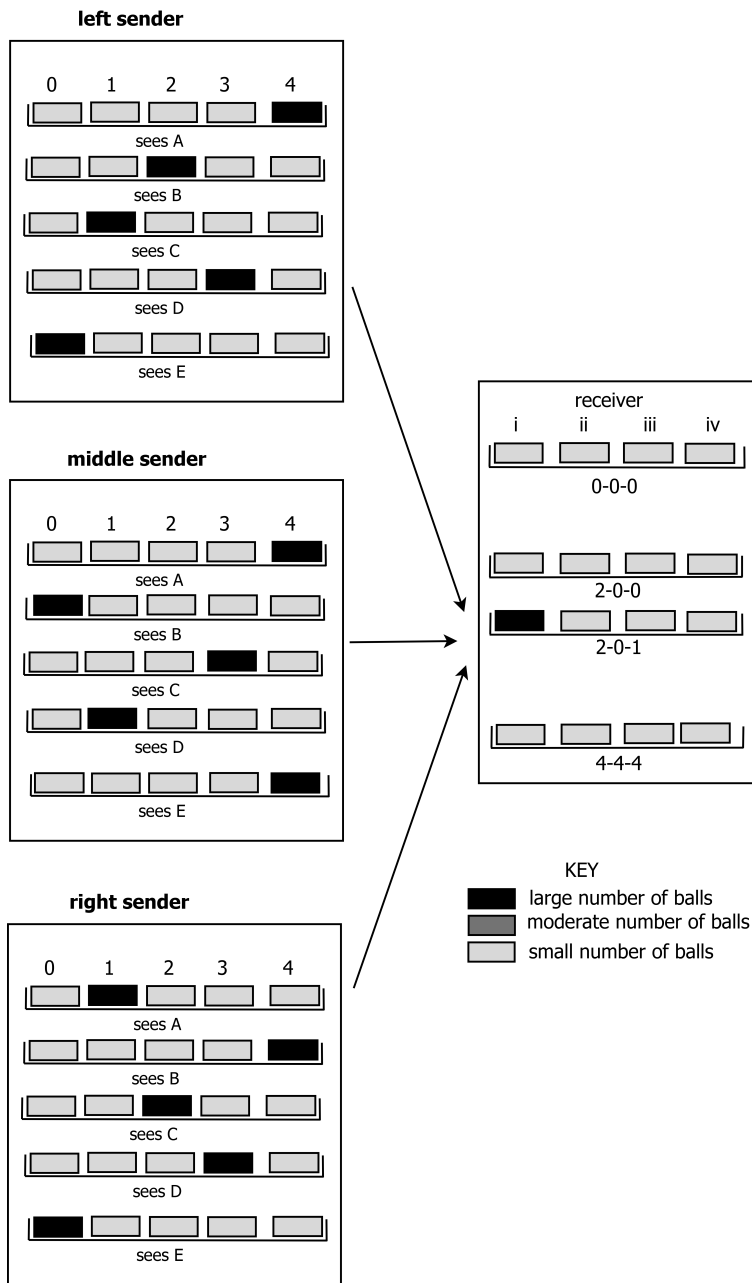 left sender
0 1 2 3 4
sees A
sees B
sees C
sees D
sees E
middle sender
0 1 2 3 4
sees A
sees B
sees C
sees D
sees E
right sender
0 1 2 3 4
sees A
sees B
sees C
sees D
sees E
receiver
i ii iii iv
0-0-0
2-0-0
2-0-1
4-4-4
KEY
large number of balls
moderate number of balls
small number of balls